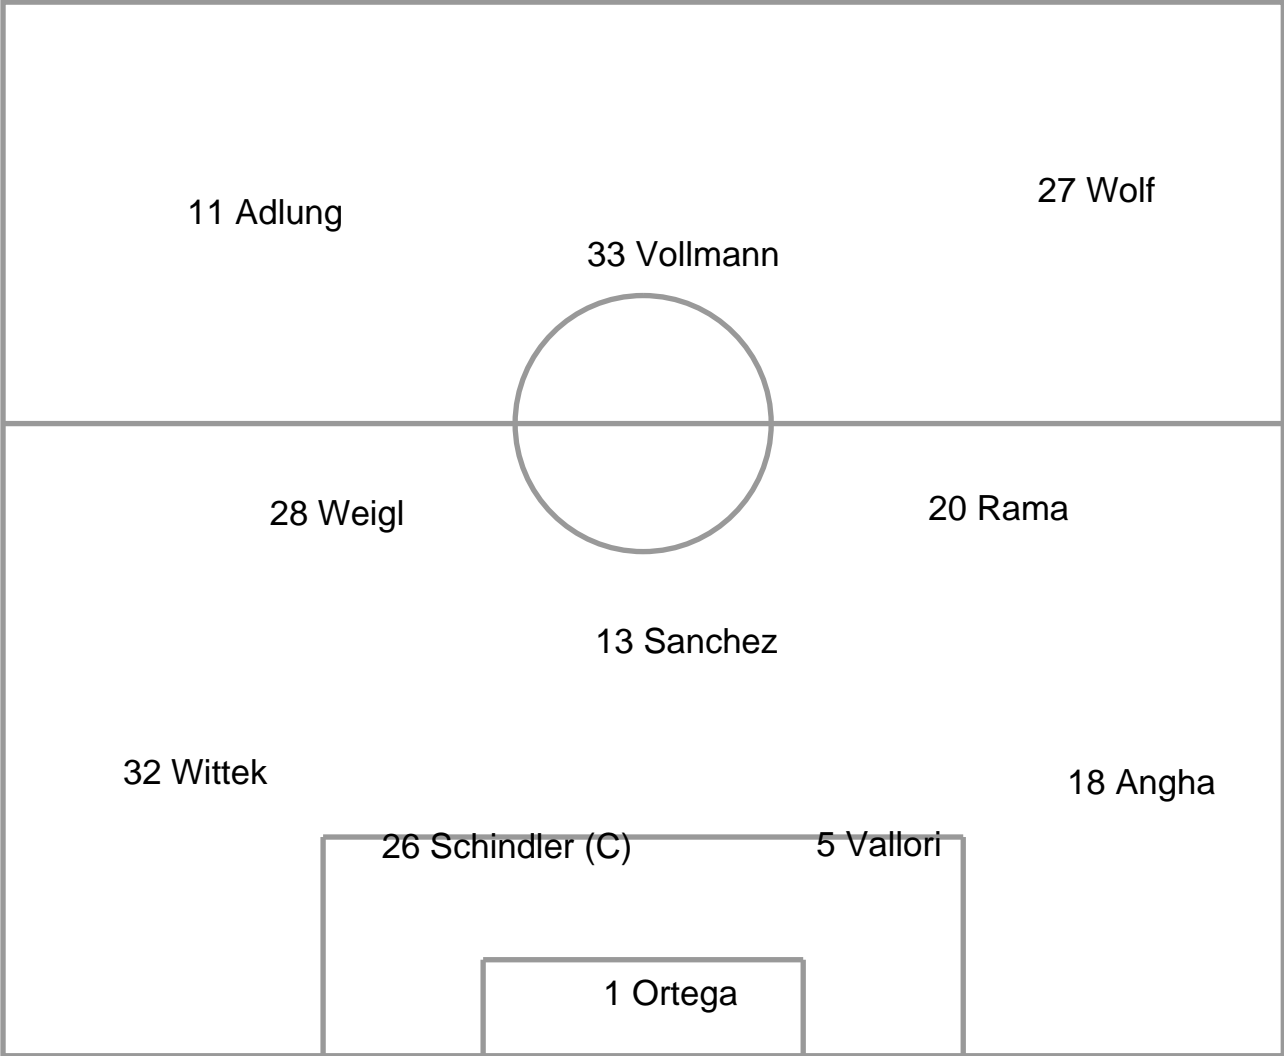 27 Wolf
11 Adlung
33 Vollmann
20 Rama
28 Weigl
13 Sanchez
32 Wittek
18 Angha
26 Schindler (C)
5 Vallori
1 Ortega